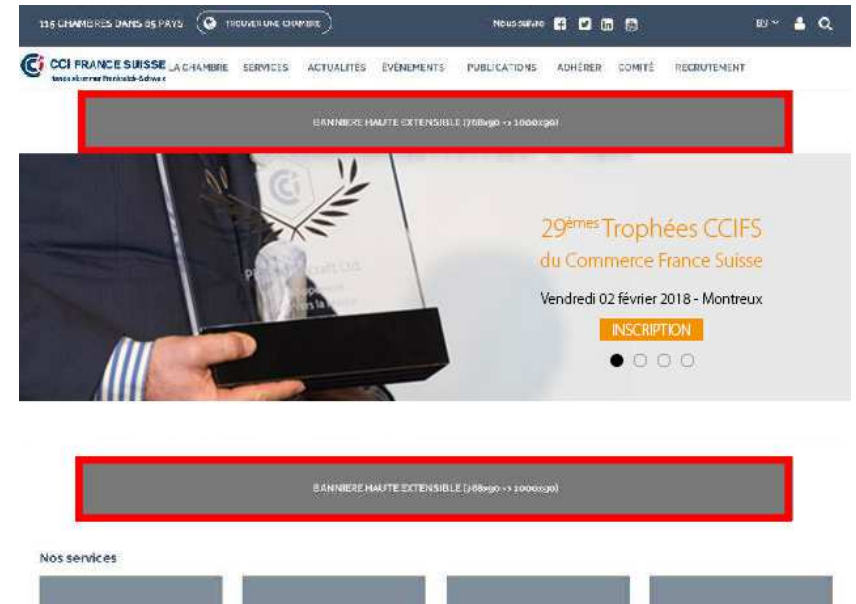 115 CHAMBRES DANS 85 PAYS
TROUVER UNE CHAMBRE
Nous suivre
CCI FRANCE SUISSE
LA CHAMBRE SERVICES ACTUALITÉS ÉVÉNEMENTS PUBLICATIONS ADHÉRER COMITÉ RECRUTEMENT
BANNIERE HAUTE EXTENSIBLE (768x90 -> 1000x90)
CCI
29èmes Trophées CCIFS
du Commerce France Suisse
Vendredi 02 février 2018 - Montreux
INSCRIPTION
BANNIERE HAUTE EXTENSIBLE (768x90 -> 1000x90)
Nos services